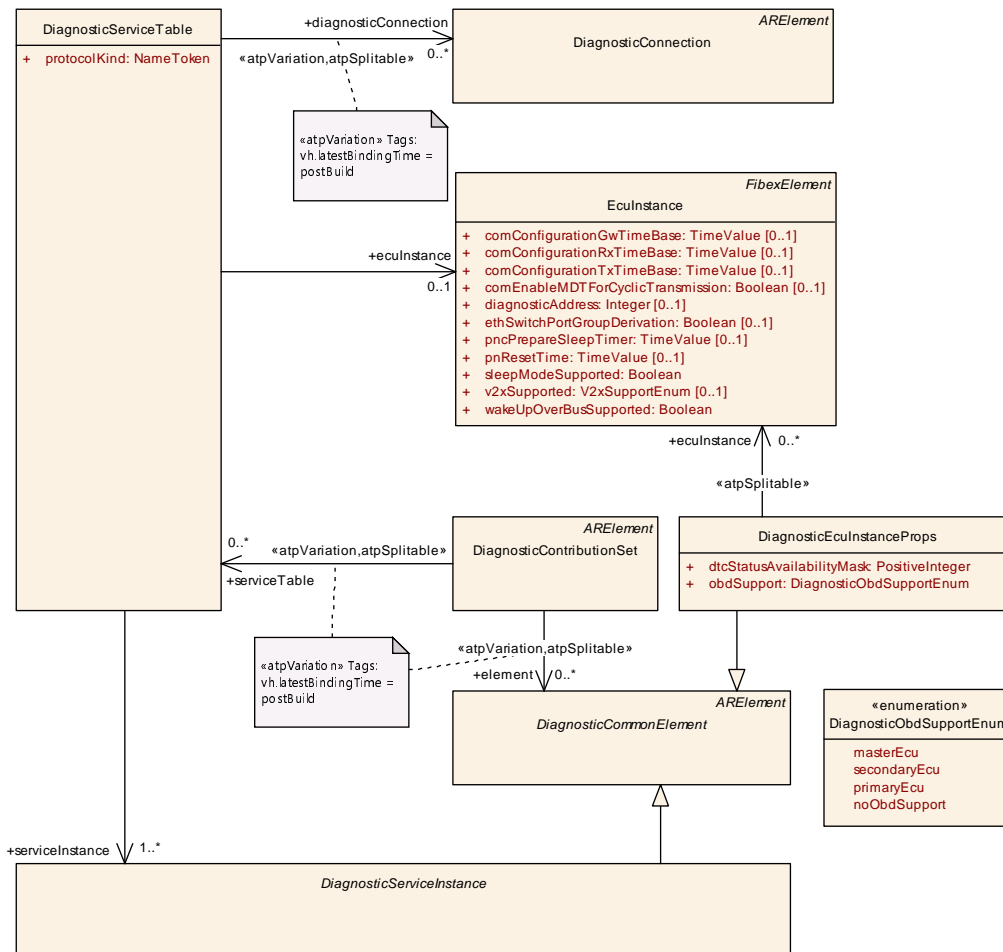 DiagnosticServiceTable
+ protocolKind: NameToken
+diagnosticConnection
0..*
«atpVariation,atpSplitable»
ARElement
DiagnosticConnection
«atpVariation» Tags:
vh.latestBindingTime =
postBuild
FibexElement
EcuInstance
+ comConfigurationGwTimeBase: TimeValue [0..1]
+ comConfigurationRxTimeBase: TimeValue [0..1]
+ comConfigurationTxTimeBase: TimeValue [0..1]
+ comEnableMDTForCyclicTransmission: Boolean [0..1]
+ diagnosticAddress: Integer [0..1]
+ ethSwitchPortGroupDerivation: Boolean [0..1]
+ pncPrepareSleepTimer: TimeValue [0..1]
+ pnResetTime: TimeValue [0..1]
+ sleepModeSupported: Boolean
+ v2xSupported: V2xSupportEnum [0..1]
+ wakeUpOverBusSupported: Boolean
+ecuInstance
0..1
+ecuInstance
0..*
«atpSplitable»
ARElement
DiagnosticContributionSet
DiagnosticEcuInstanceProps
+ dtcStatusAvailabilityMask: PositiveInteger
+ obdSupport: DiagnosticObdSupportEnum
0..*
«atpVariation,atpSplitable»
+serviceTable
«atpVariation» Tags:
vh.latestBindingTime =
postBuild
«atpVariation,atpSplitable»
+element
0..*
ARElement
DiagnosticCommonElement
«enumeration»
DiagnosticObdSupportEnum
masterEcu
secondaryEcu
primaryEcu
noObdSupport
+serviceInstance
1..*
DiagnosticServiceInstance